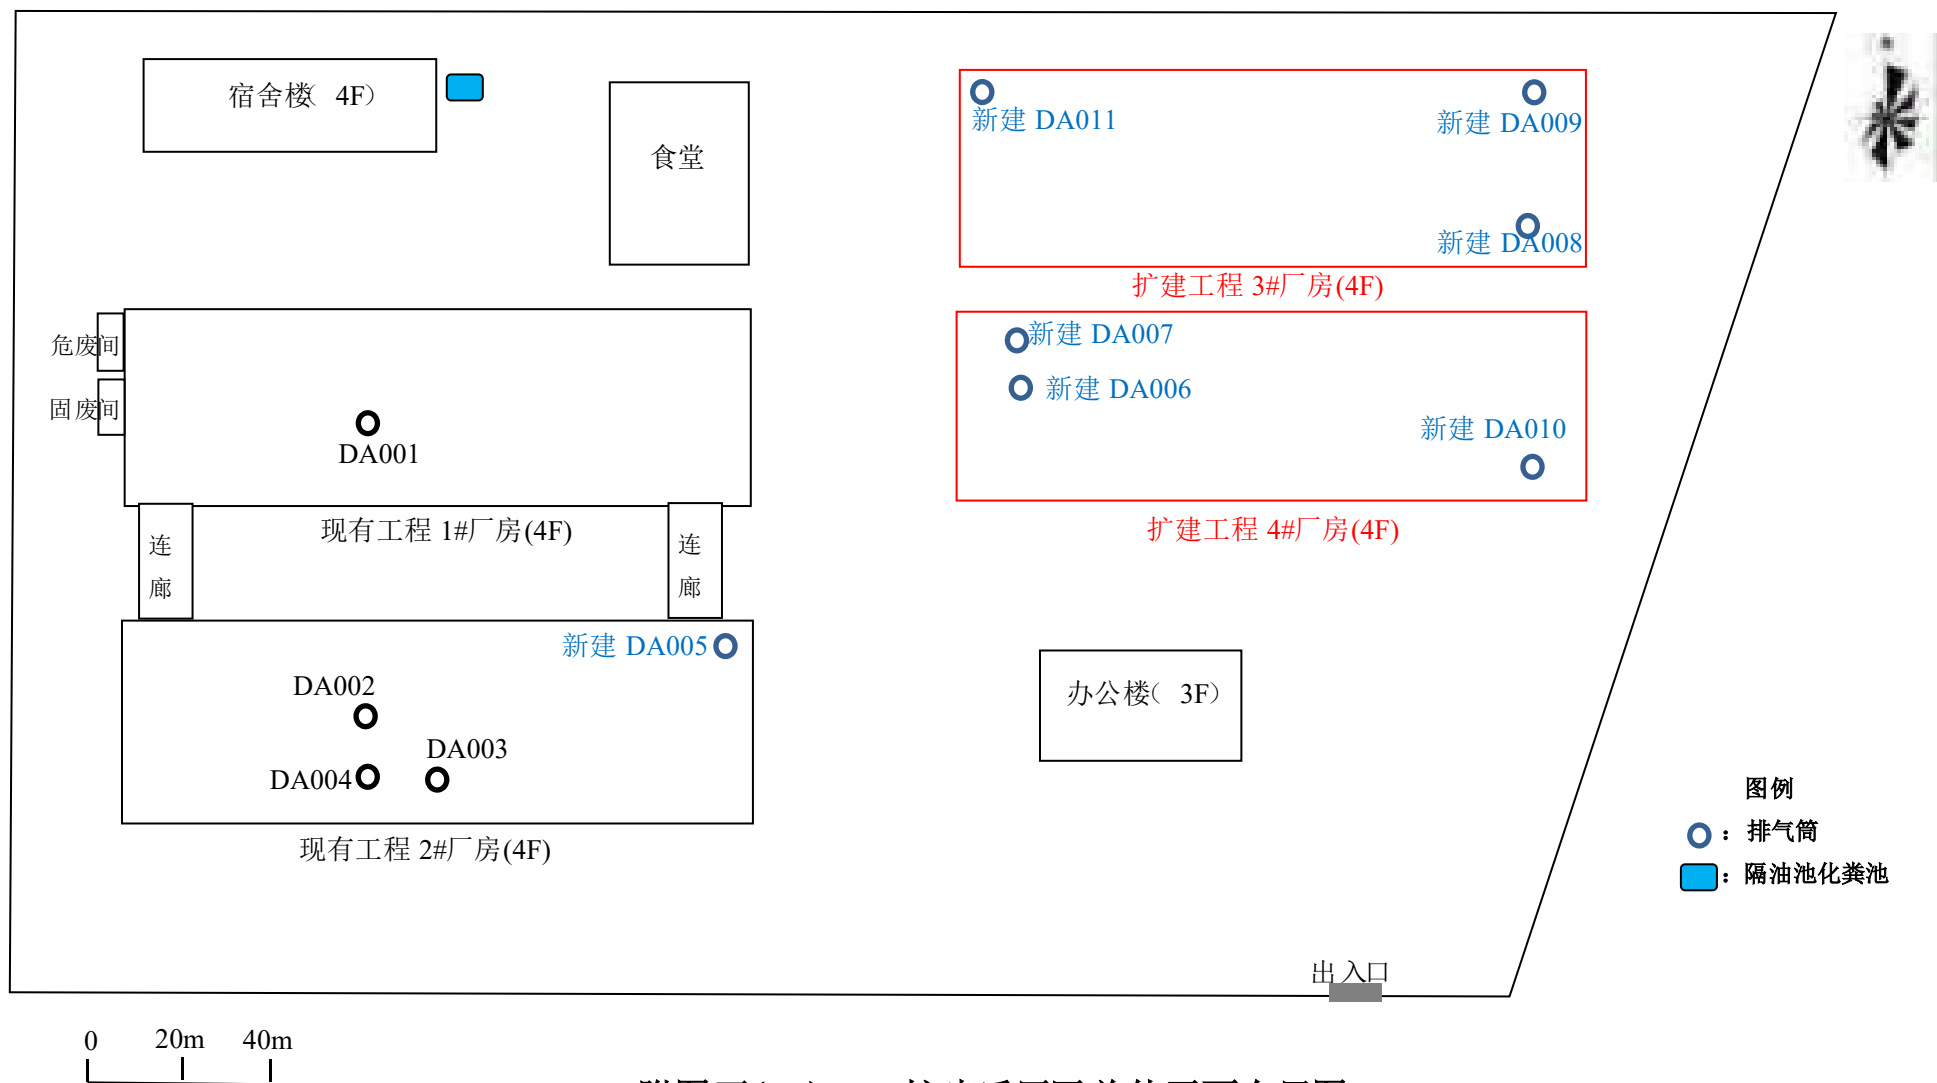 宿舍楼（ 4F）
食堂
新建 DA011
新建 DA009
新建 DA008
扩建工程 3#厂房(4F)
危废间
固废间
DA001
现有工程 1#厂房(4F)
新建 DA007
新建 DA006
新建 DA010
扩建工程 4#厂房(4F)
连廊
连廊
新建 DA005
DA002
DA003
DA004
现有工程 2#厂房(4F)
办公楼（ 3F）
图例
：排气筒
：隔油池化粪池
出入口
0 20m 40m